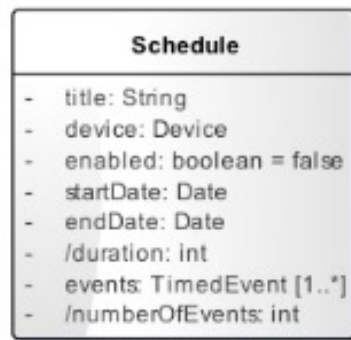 Schedule
- title: String
- device: Device
- enabled: boolean = false
- startDate: Date
- endDate: Date
- /duration: int
- events: TimedEvent [1..*]
- /numberOfEvents: int